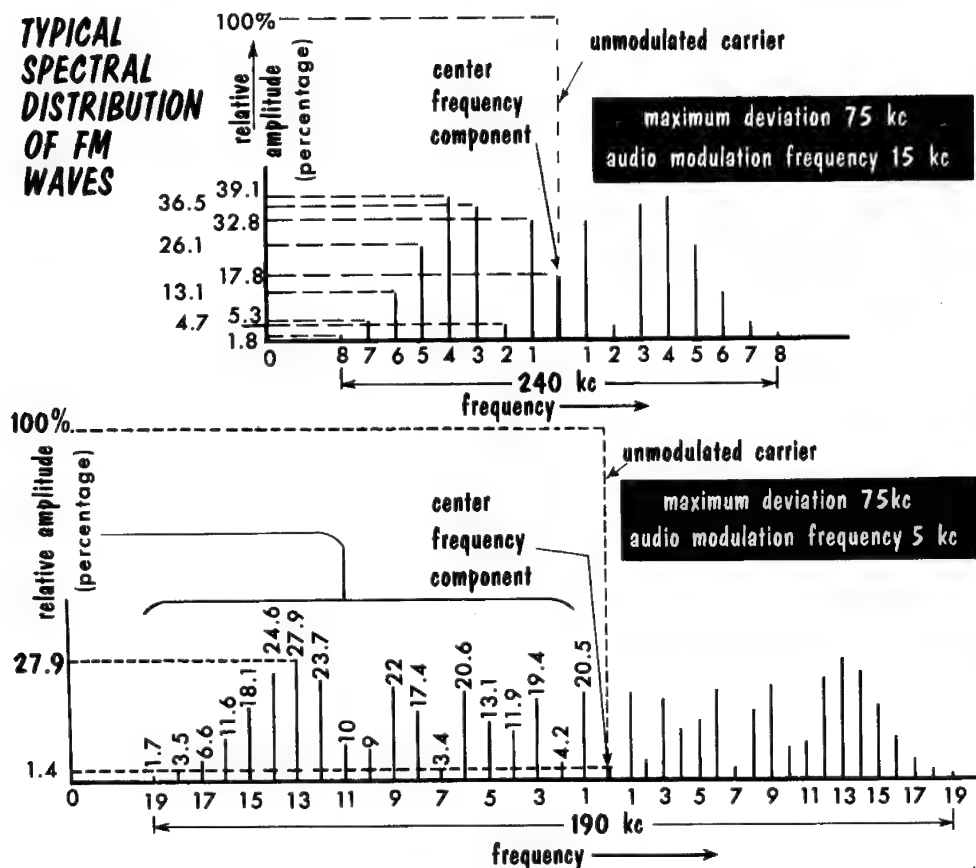 TYPICAL
SPECTRAL
DISTRIBUTION
OF FM
WAVES
100%
relative amplitude
(percentage)
center
frequency
component
unmodulated carrier
maximum deviation 75 kc
audio modulation frequency 15 kc
39.1
36.5
32.8
26.1
17.8
13.1
5.3
4.7
1.8
0 8 7 6 5 4 3 2 1 1 2 3 4 5 6 7 8
240 kc
frequency
100%
relative amplitude
(percentage)
center
frequency
component
unmodulated carrier
maximum deviation 75kc
audio modulation frequency 5 kc
27.9
1.4
1.7 3.5 6.6 11.6 18.1 24.6 27.9 23.7 10 9 22 17.4 3.4 20.6 13.1 11.9 19.4 4.2 20.5
0 19 17 15 13 11 9 7 5 3 1 1 3 5 7 9 11 13 15 17 19
190 kc
frequency